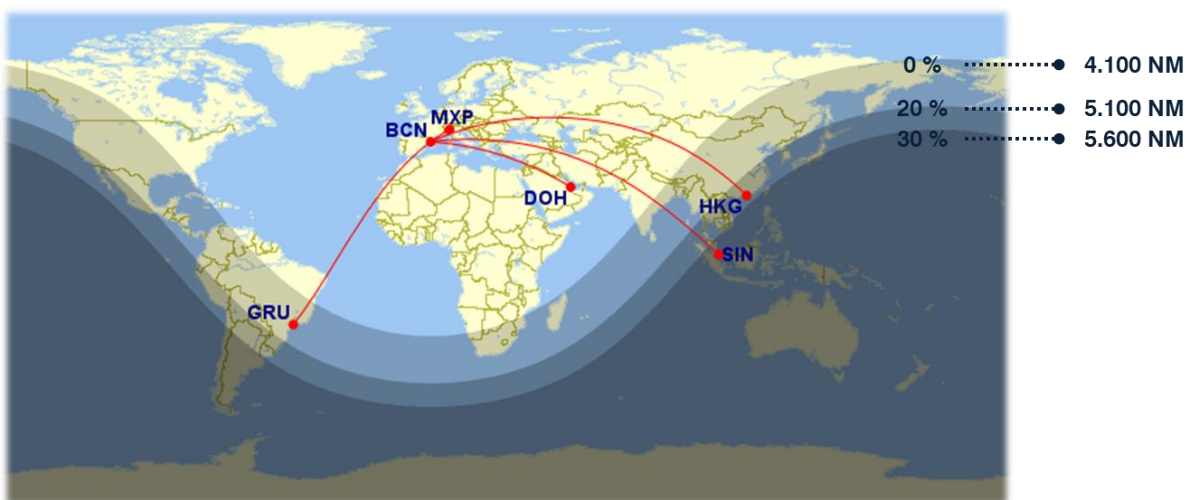 0 % 4.100 NM
20 % 5.100 NM
30 % 5.600 NM
MXP
BCN
DOH
HKG
SIN
GRU